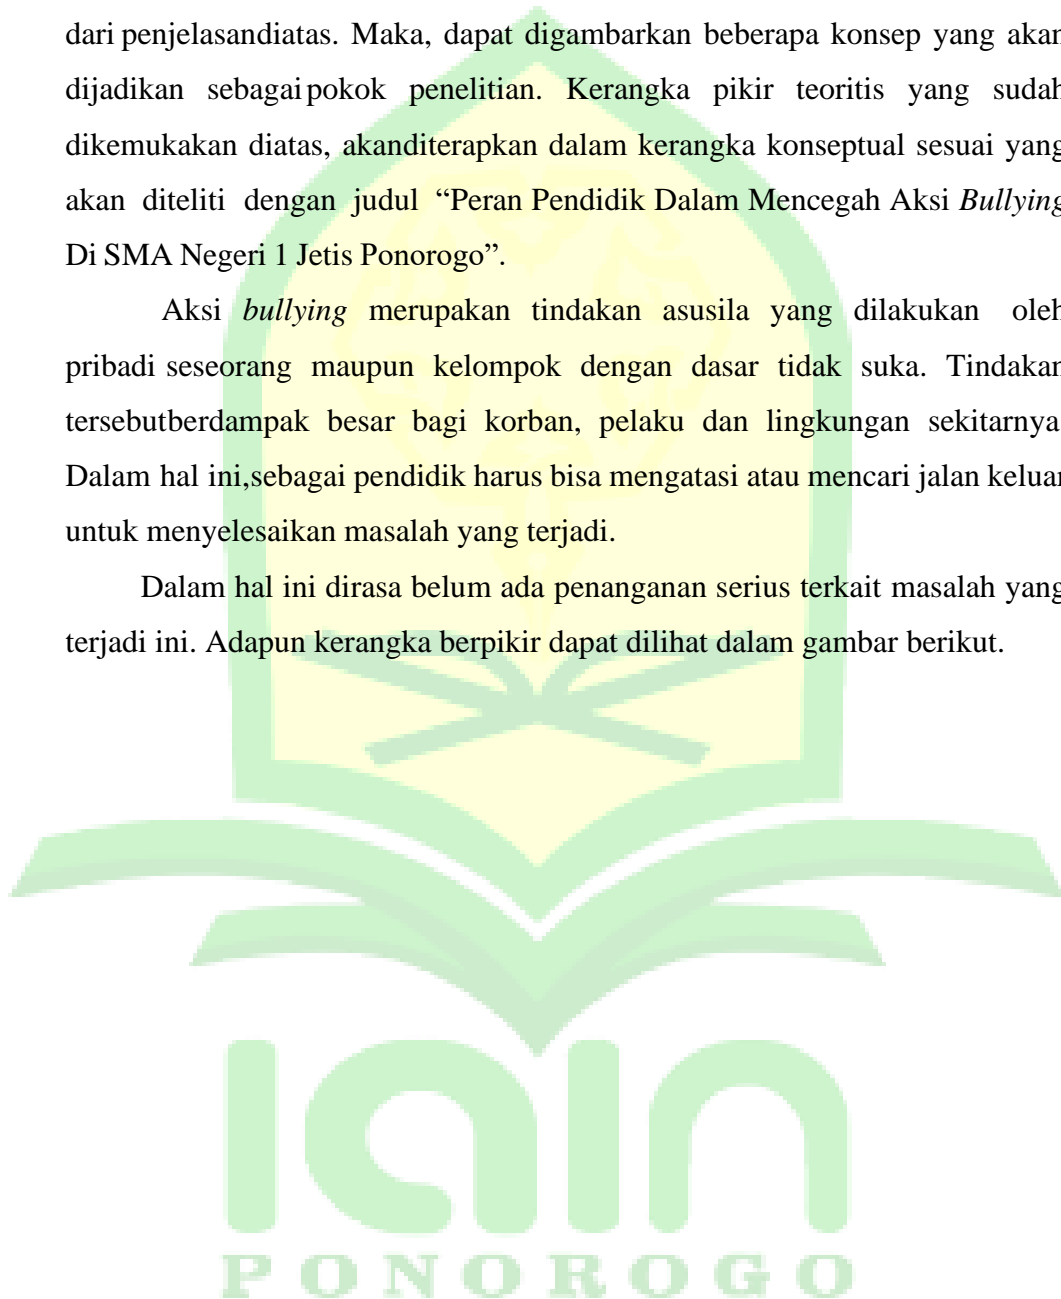 dari penjelasandiatas. Maka, dapat digambarkan beberapa konsep yang akan
dijadikan sebagai pokok penelitian. Kerangka pikir teoritis yang sudah
dikemukakan diatas, akanditerapkan dalam kerangka konseptual sesuai yang
akan diteliti dengan judul “Peran Pendidik Dalam Mencegah Aksi Bullying
Di SMA Negeri 1 Jetis Ponorogo”.
Aksi bullying merupakan tindakan asusila yang dilakukan oleh
pribadi seseorang maupun kelompok dengan dasar tidak suka. Tindakan
tersebutberdampak besar bagi korban, pelaku dan lingkungan sekitarnya
Dalam hal ini,sebagai pendidik harus bisa mengatasi atau mencari jalan keluar
untuk menyelesaikan masalah yang terjadi.
Dalam hal ini dirasa belum ada penanganan serius terkait masalah yang
terjadi ini. Adapun kerangka berpikir dapat dilihat dalam gambar berikut.
iain
PONOROGO